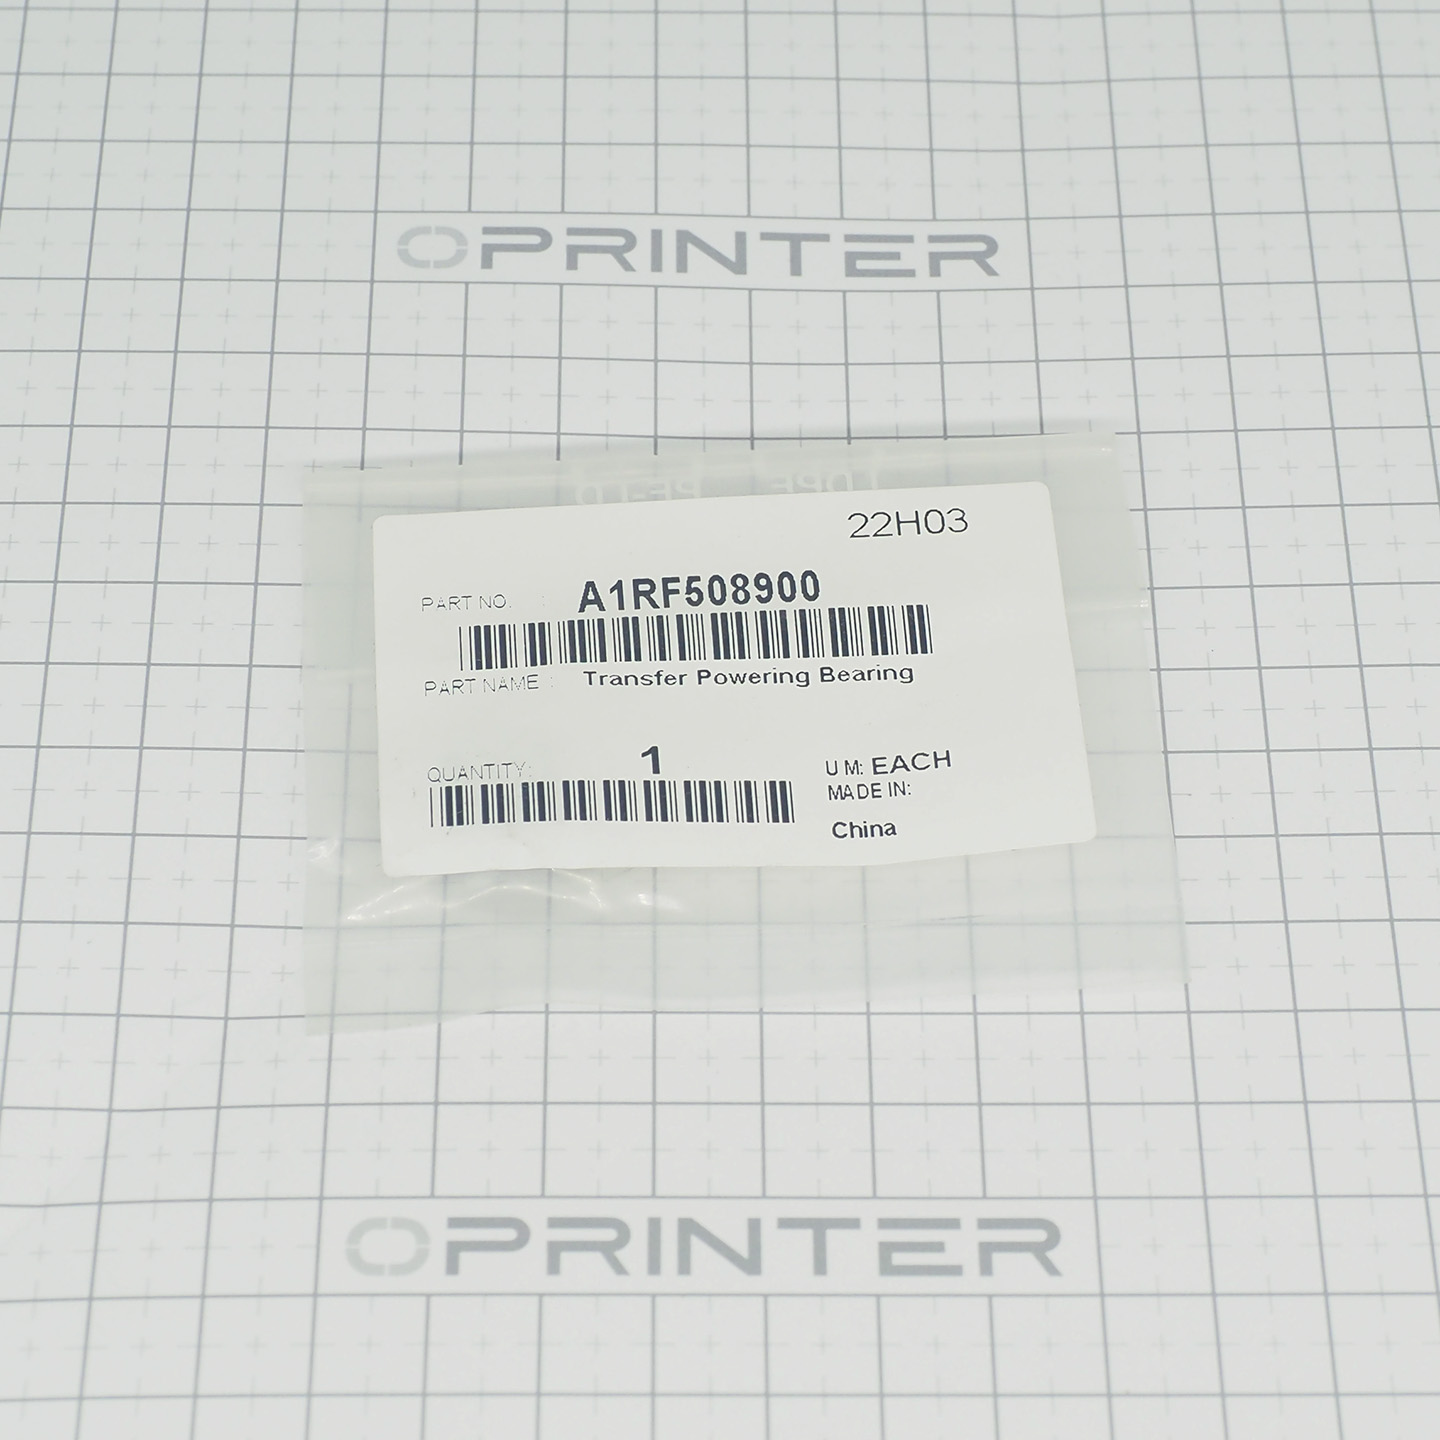 OPRINTER
22H03
PART NO. : A1RF508900
PART NAME : Transfer Powering Bearing
QUANTITY: 1
U M: EACH
MADE IN:
China
OPRINTER